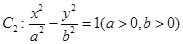 C₂: x²/a² − y²/b² = 1(a > 0, b > 0)